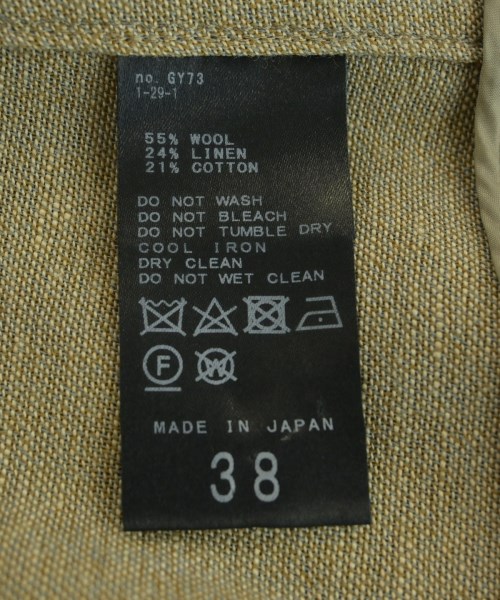 no. GY73
1-29-1
55% WOOL
24% LINEN
21% COTTON
DO NOT WASH
DO NOT BLEACH
DO NOT TUMBLE DRY
COOL IRON
DRY CLEAN
DO NOT WET CLEAN
F W
MADE IN JAPAN
38